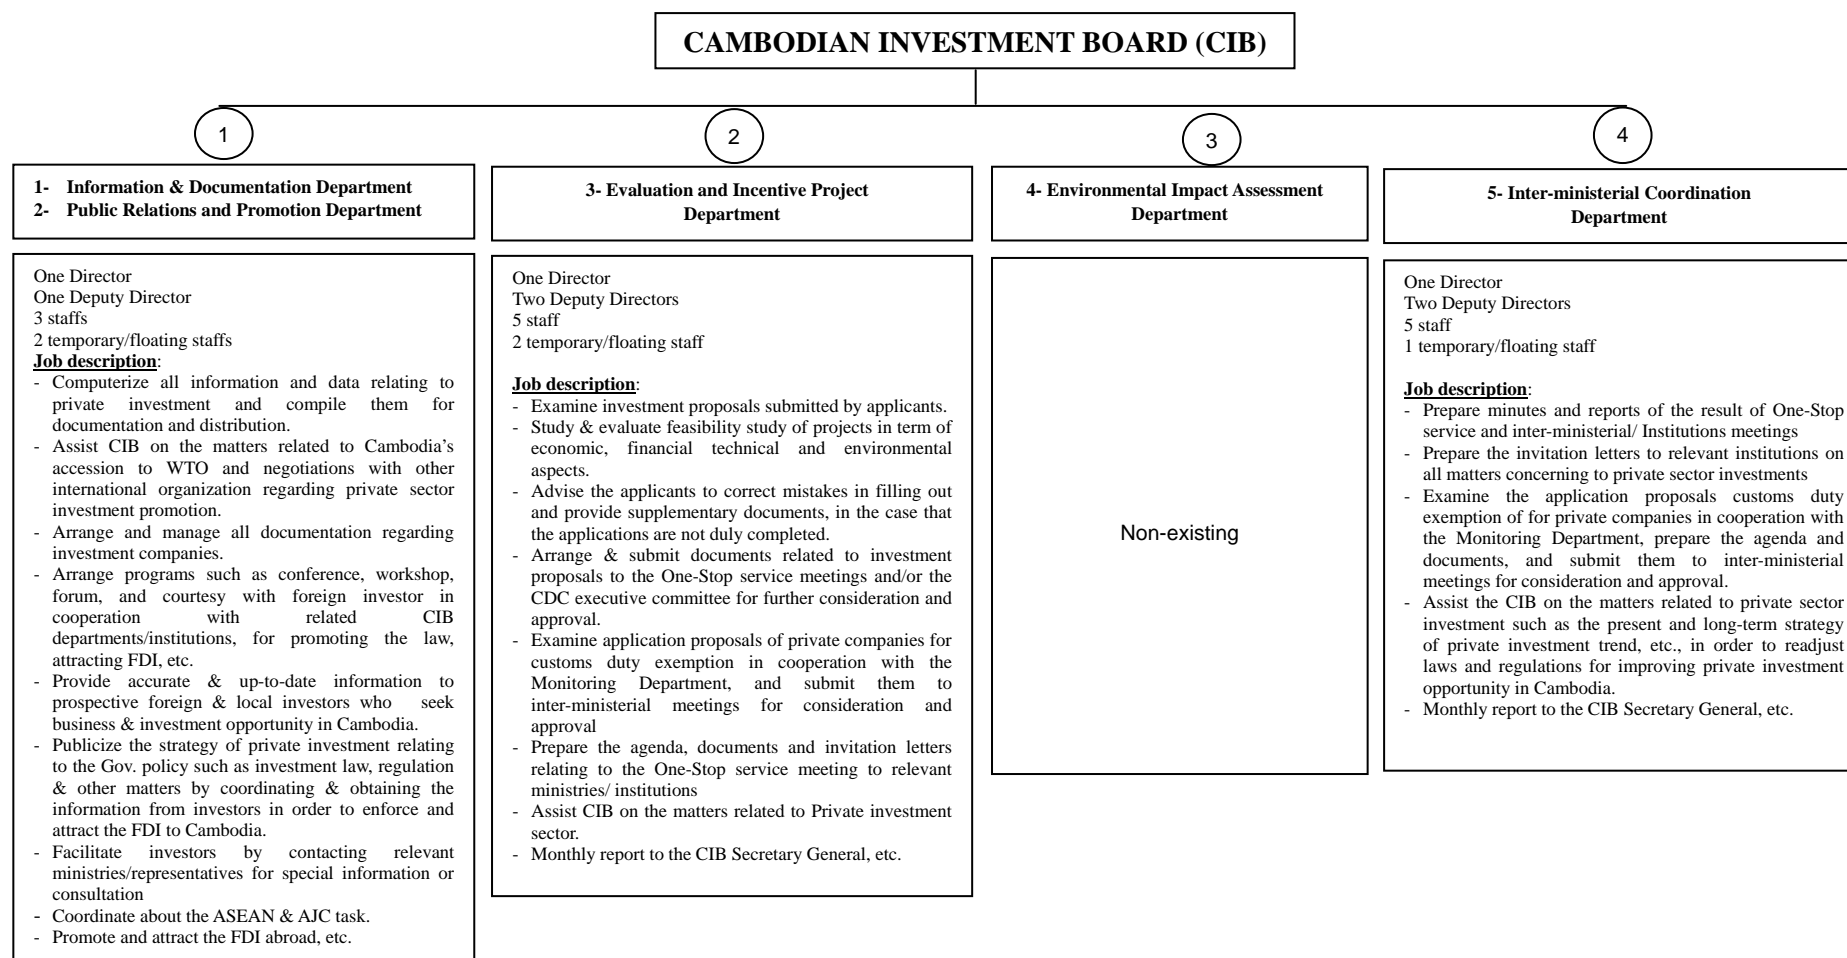 CAMBODIAN INVESTMENT BOARD (CIB)
1
2
3
4
1- Information & Documentation Department
2- Public Relations and Promotion Department
One Director
One Deputy Director
3 staffs
2 temporary/floating staffs
Job description:
- Computerize all information and data relating to
private investment and compile them for
documentation and distribution.
- Assist CIB on the matters related to Cambodia's
accession to WTO and negotiations with other
international organization regarding private sector
investment promotion.
- Arrange and manage all documentation regarding
investment companies.
- Arrange programs such as conference, workshop,
forum, and courtesy with foreign investor in
cooperation with related CIB
departments/institutions, for promoting the law,
attracting FDI, etc.
- Provide accurate & up-to-date information to
prospective foreign & local investors who seek
business & investment opportunity in Cambodia.
- Publicize the strategy of private investment relating
to the Gov. policy such as investment law, regulation
& other matters by coordinating & obtaining the
information from investors in order to enforce and
attract the FDI to Cambodia.
- Facilitate investors by contacting relevant
ministries/representatives for special information or
consultation
- Coordinate about the ASEAN & AJC task.
- Promote and attract the FDI abroad, etc.
3- Evaluation and Incentive Project
Department
One Director
Two Deputy Directors
5 staff
2 temporary/floating staff
Job description:
- Examine investment proposals submitted by applicants.
- Study & evaluate feasibility study of projects in term of
economic, financial technical and environmental
aspects.
- Advise the applicants to correct mistakes in filling out
and provide supplementary documents, in the case that
the applications are not duly completed.
- Arrange & submit documents related to investment
proposals to the One-Stop service meetings and/or the
CDC executive committee for further consideration and
approval.
- Examine application proposals of private companies for
customs duty exemption in cooperation with the
Monitoring Department, and submit them to
inter-ministerial meetings for consideration and
approval
- Prepare the agenda, documents and invitation letters
relating to the One-Stop service meeting to relevant
ministries/ institutions
- Assist CIB on the matters related to Private investment
sector.
- Monthly report to the CIB Secretary General, etc.
4- Environmental Impact Assessment
Department
Non-existing
5- Inter-ministerial Coordination
Department
One Director
Two Deputy Directors
5 staff
1 temporary/floating staff
Job description:
- Prepare minutes and reports of the result of One-Stop
service and inter-ministerial/ Institutions meetings
- Prepare the invitation letters to relevant institutions on
all matters concerning to private sector investments
- Examine the application proposals customs duty
exemption of for private companies in cooperation with
the Monitoring Department, prepare the agenda and
documents, and submit them to inter-ministerial
meetings for consideration and approval.
- Assist the CIB on the matters related to private sector
investment such as the present and long-term strategy
of private investment trend, etc., in order to readjust
laws and regulations for improving private investment
opportunity in Cambodia.
- Monthly report to the CIB Secretary General, etc.